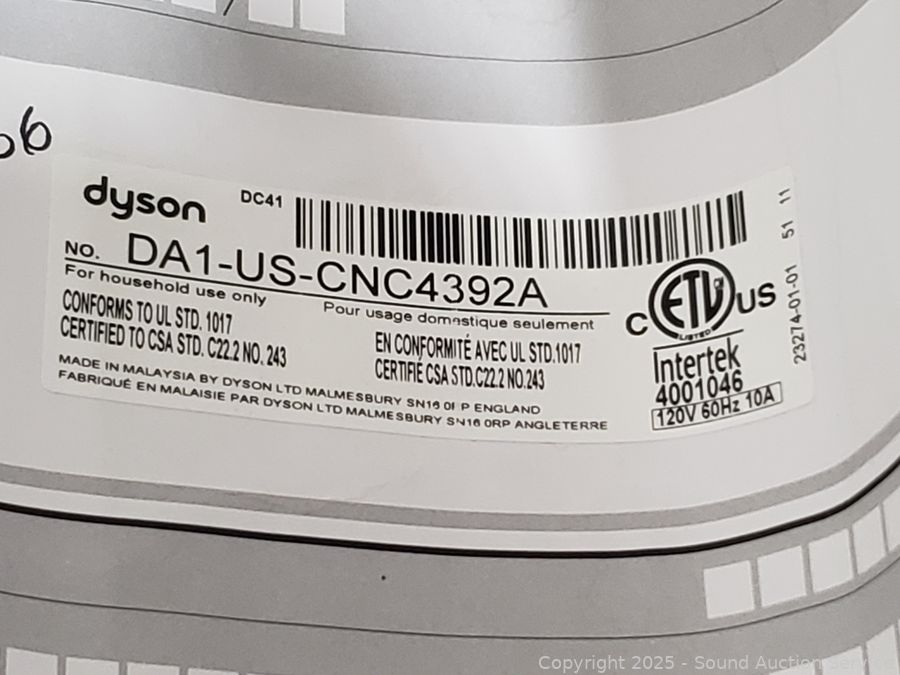 66
dyson
DC41
NO. DA1-US-CNC4392A
For household use only
Pour usage domestique seulement
CONFORMS TO UL STD. 1017
CERTIFIED TO CSA STD. C22.2 NO. 243
EN CONFORMITÉ AVEC UL STD.1017
CERTIFIÉ CSA STD.C22.2 NO.243
MADE IN MALAYSIA BY DYSON LTD MALMESBURY SN16 0RP ENGLAND
FABRIQUÉ EN MALAISIE PAR DYSON LTD MALMESBURY SN16 0RP ANGLETERRE
C ETL CM US
LISTED
Intertek
4001046
120V 60Hz 10A
23274-01-01 51 11
Copyright 2025 - Sound Auction Service